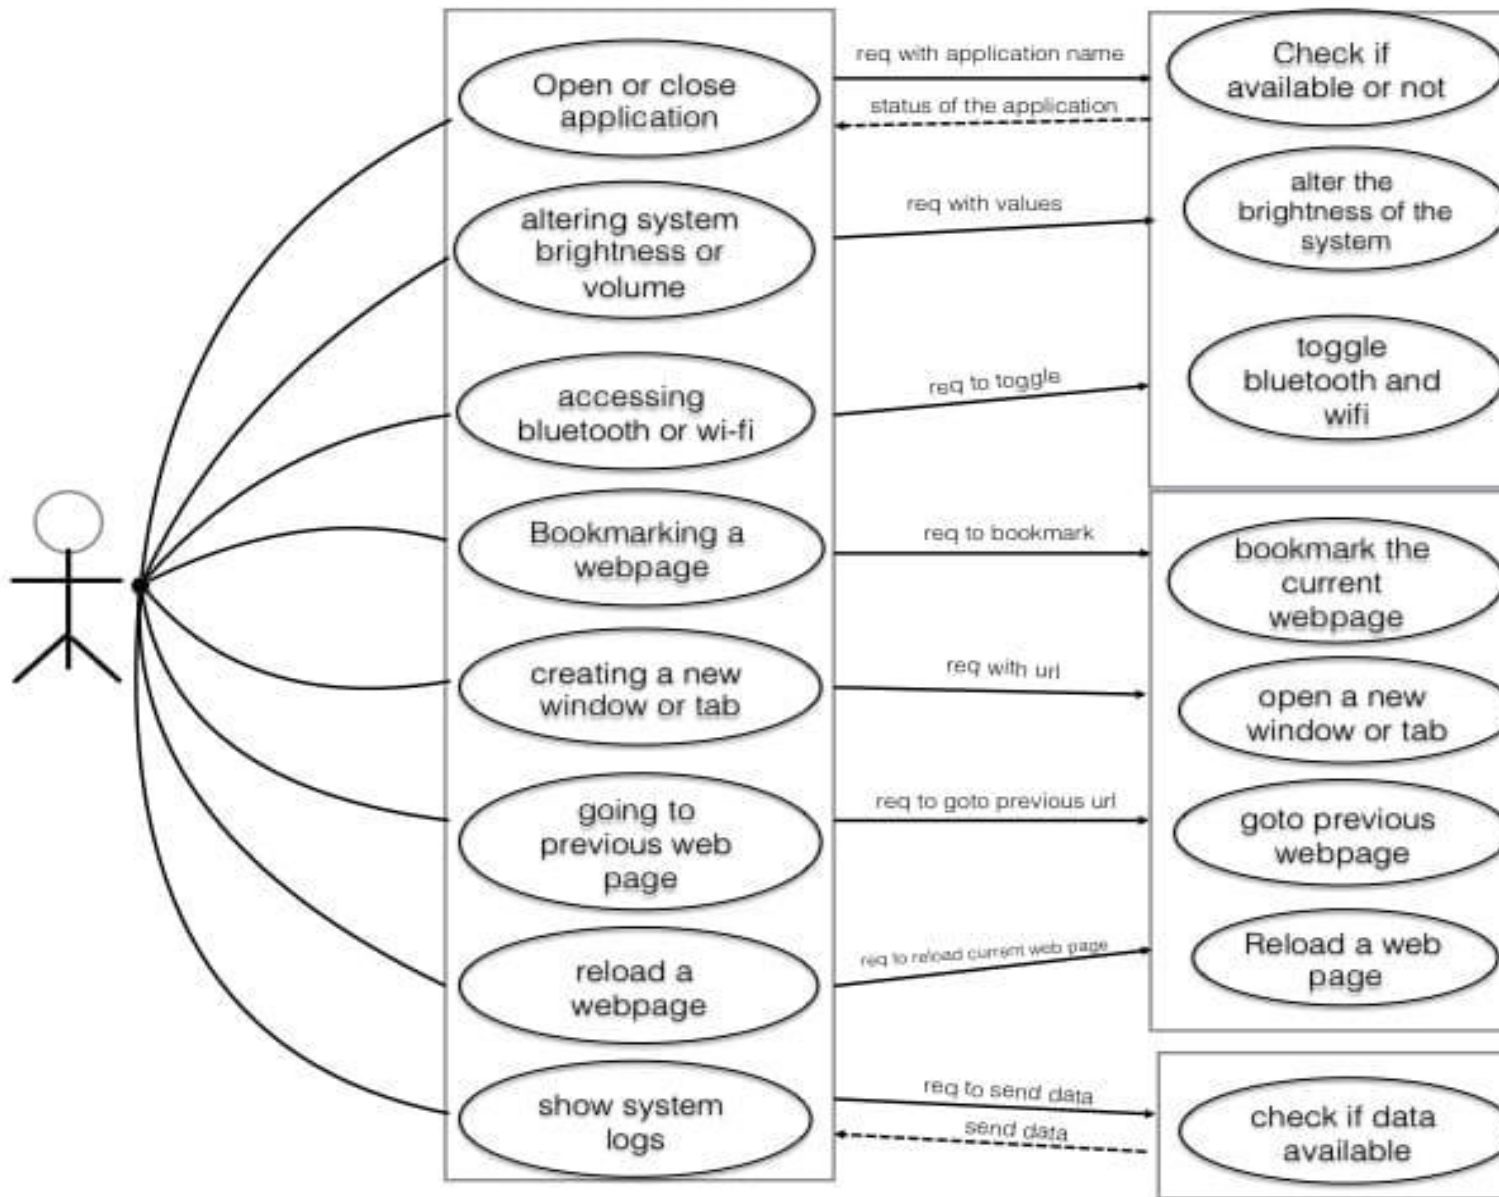 Open or close
application
req with application name
status of the application
Check if
available or not
altering system
brightness or
volume
req with values
alter the
brightness of the
system
accessing
bluetooth or wi-fi
req to toggle
toggle
bluetooth and
wifi
Bookmarking a
webpage
req to bookmark
bookmark the
current
webpage
creating a new
window or tab
req with url
open a new
window or tab
going to
previous web
page
req to goto previous url
goto previous
webpage
reload a
webpage
req to reload current web page
Reload a web
page
show system
logs
req to send data
send data
check if data
available